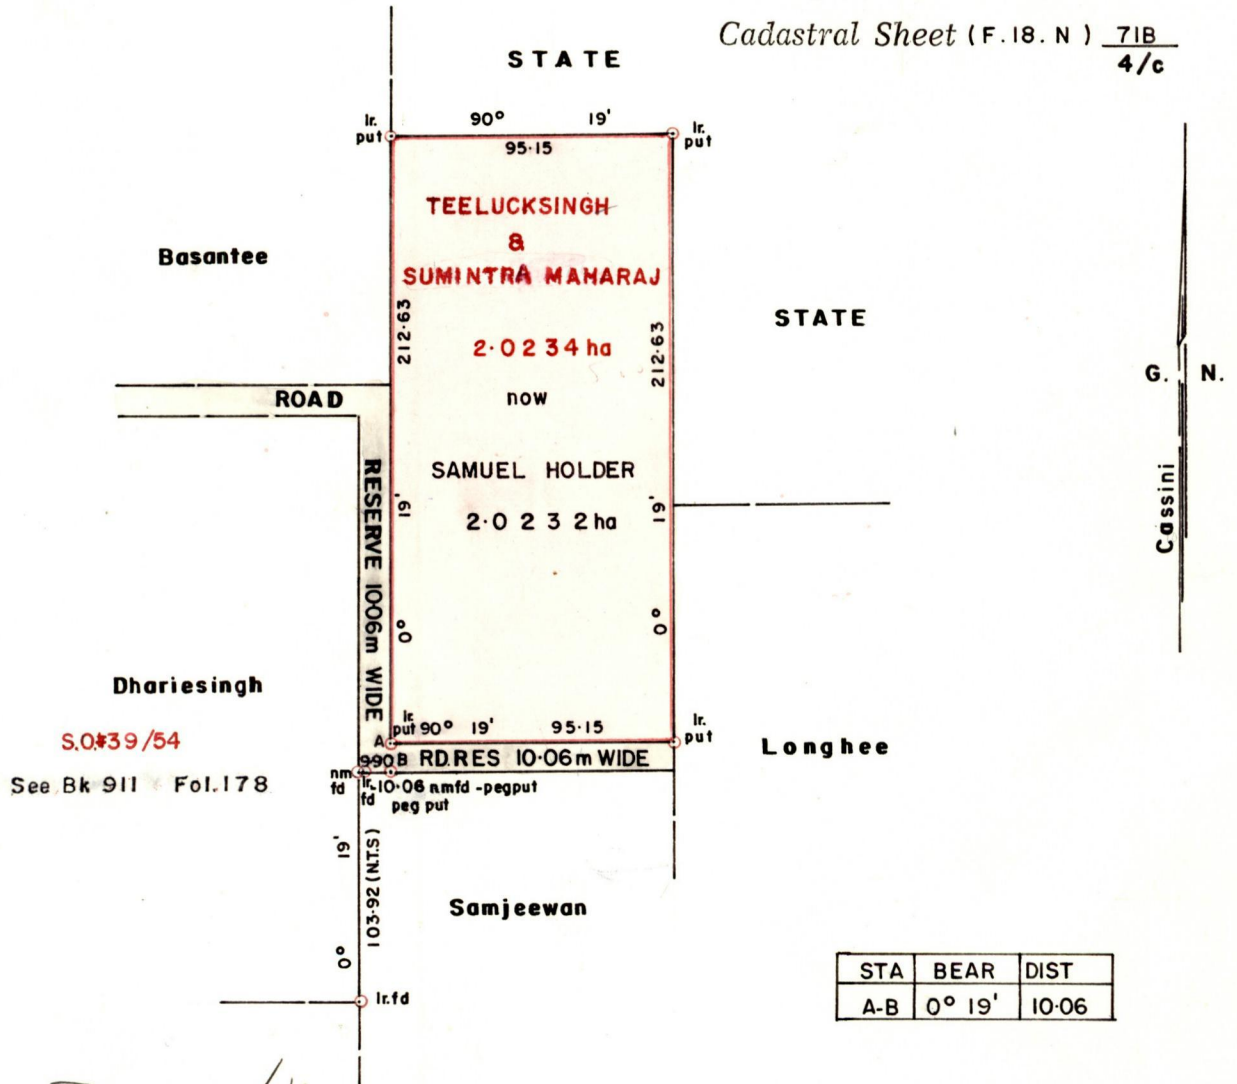 Cadastral Sheet (F.18.N) 71B
4/c
STATE
Ir.
put
90° 19'
95·15
Ir.
put
TEELUCKSINGH
&
SUMINTRA MAHARAJ
Basantee
212·63
212·63
2·0234 ha
STATE
now
G. N.
Cassini
ROAD
RESERVE 10·06m WIDE
SAMUEL HOLDER
2·0232 ha
19'
19'
0°
0°
Dhariesingh
S.O.#39/54
See Bk 911 Fol.178
Ir.
put 90° 19' 95·15
Ir.
put
A
990 B RD.RES 10·06m WIDE
Longhee
nm
fd
Ir.
fd
10·06 nmfd -pegput
peg put
19'
103·92 (N.T.S)
0°
Samjeewan
Ir.fd
STA BEAR DIST
A-B 0° 19' 10·06